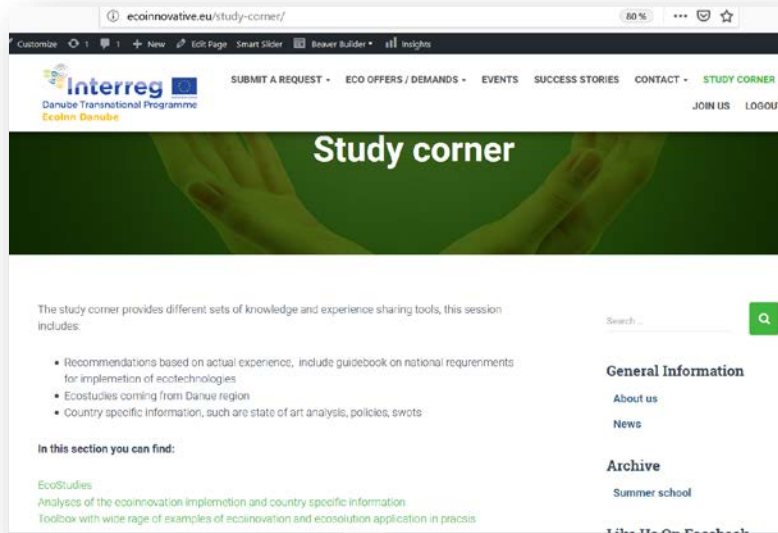 ecoinnovative.eu/study-corner/
80 %
Customize 1 1 New Edit Page Smart Slider Beaver Builder Insights
Interreg
Danube Transnational Programme
EcoInn Danube
SUBMIT A REQUEST ECO OFFERS / DEMANDS EVENTS SUCCESS STORIES CONTACT STUDY CORNER
JOIN US LOGOUT
Study corner
The study corner provides different sets of knowledge and experience sharing tools, this session
includes:
Recommendations based on actual experience, include guidebook on national requrenments
for implemetion of ecotechnologies
Ecostudies coming from Danue region
Country specific information, such are state of art analysis, policies, swots
In this section you can find:
EcoStudies
Analyses of the ecoinnovation implemetion and country specific information
Toolbox with wide rage of examples of ecoiinovation and ecosolution application in pracsis
Search ...
General Information
About us
News
Archive
Summer school
Like Us On Facebook